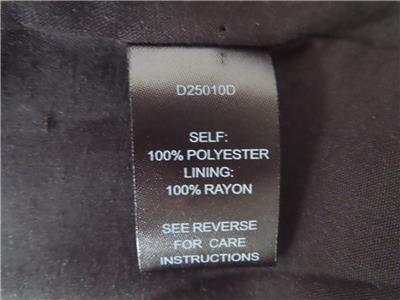 D25010D
SELF:
100% POLYESTER
LINING:
100% RAYON
SEE REVERSE
FOR CARE
INSTRUCTIONS